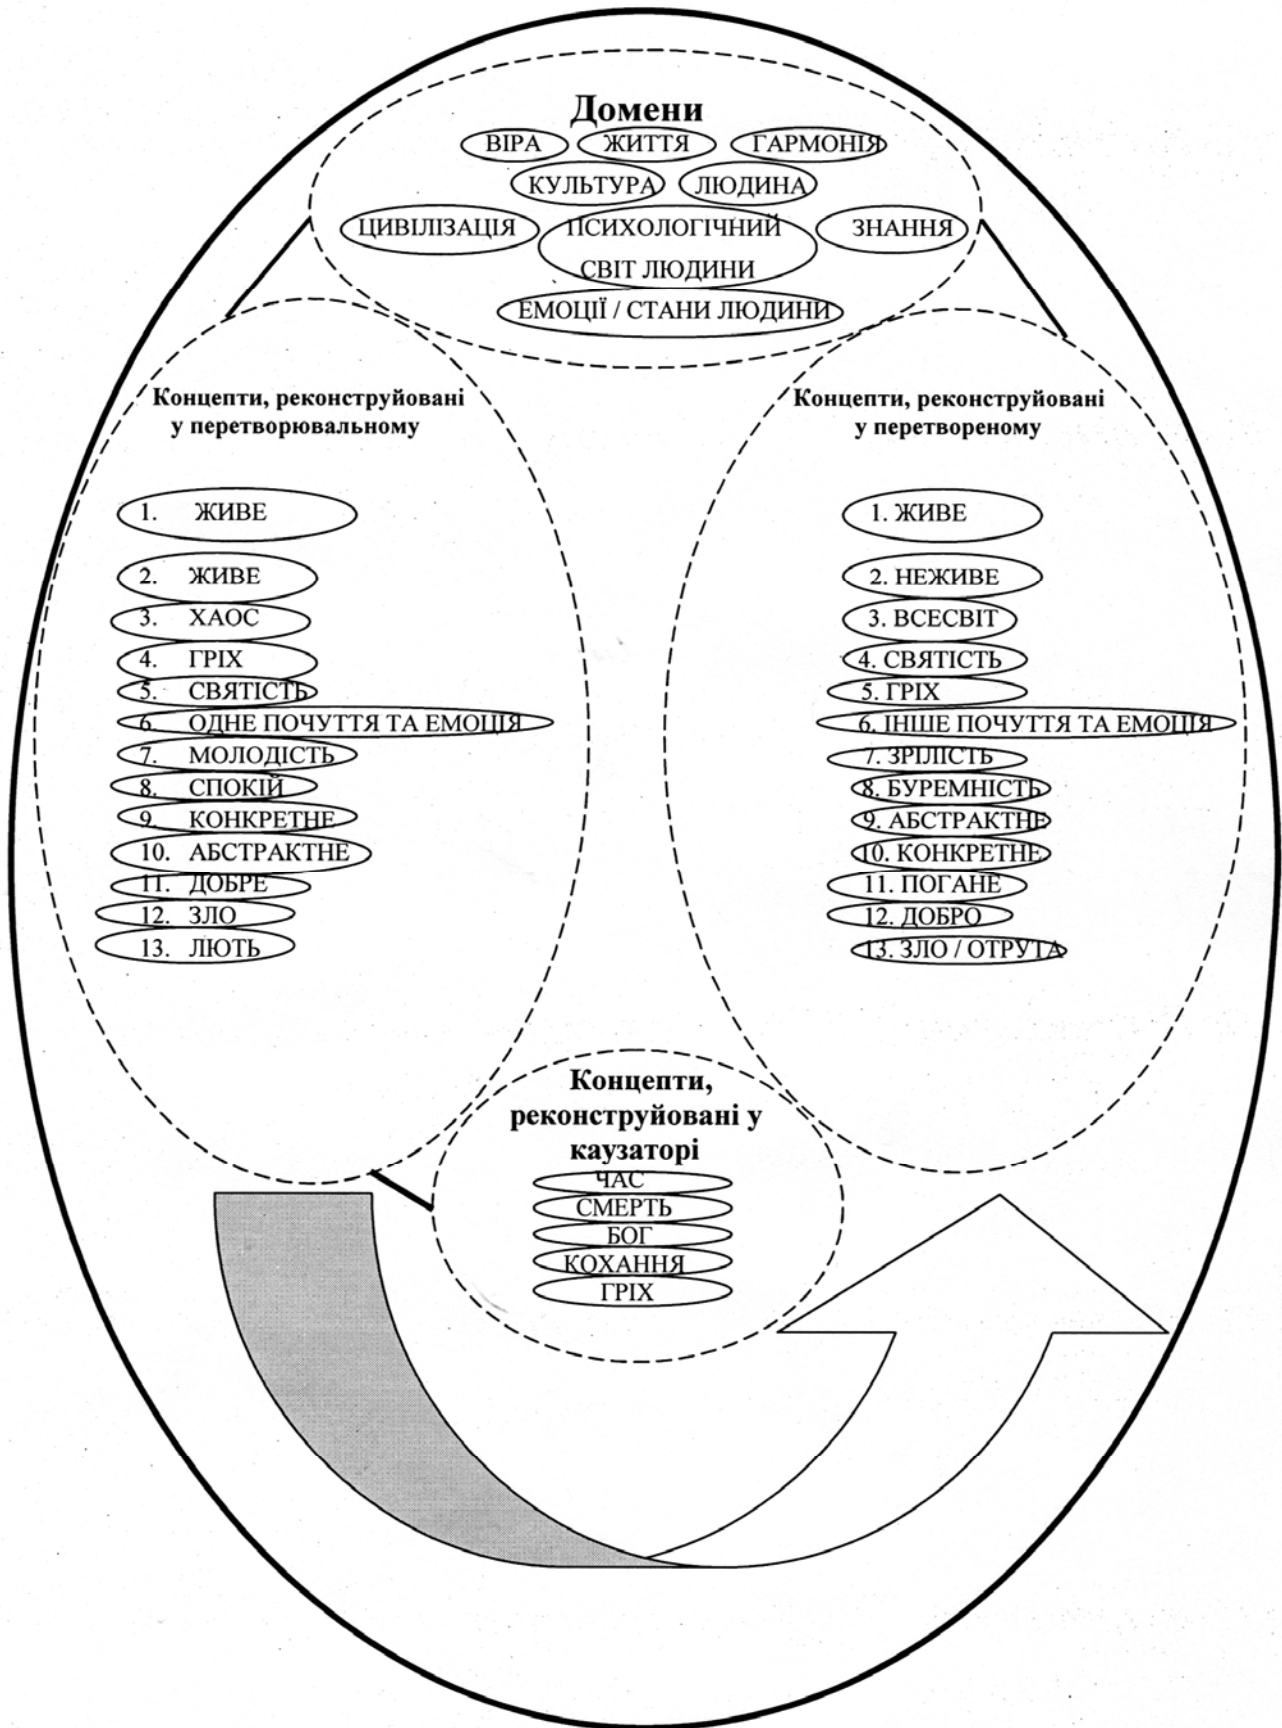 Домени
ВІРА ЖИТТЯ ГАРМОНІЯ
КУЛЬТУРА ЛЮДИНА
ЦИВІЛІЗАЦІЯ ПСИХОЛОГІЧНИЙ ЗНАННЯ
СВІТ ЛЮДИНИ
ЕМОЦІЇ / СТАНИ ЛЮДИНИ
Концепти, реконструйовані
у перетворювальному
1. ЖИВЕ
2. ЖИВЕ
3. ХАОС
4. ГРІХ
5. СВЯТІСТЬ
6. ОДНЕ ПОЧУТТЯ ТА ЕМОЦІЯ
7. МОЛОДІСТЬ
8. СПОКІЙ
9. КОНКРЕТНЕ
10. АБСТРАКТНЕ
11. ДОБРЕ
12. ЗЛО
13. ЛЮТЬ
Концепти, реконструйовані
у перетвореному
1. ЖИВЕ
2. НЕЖИВЕ
3. ВСЕСВІТ
4. СВЯТІСТЬ
5. ГРІХ
6. ІНШЕ ПОЧУТТЯ ТА ЕМОЦІЯ
7. ЗРІЛІСТЬ
8. БУРЕМНІСТЬ
9. АБСТРАКТНЕ
10. КОНКРЕТНЕ
11. ПОГАНЕ
12. ДОБРО
13. ЗЛО / ОТРУТА
Концепти,
реконструйовані у
каузаторі
ЧАС
СМЕРТЬ
БОГ
КОХАННЯ
ГРІХ